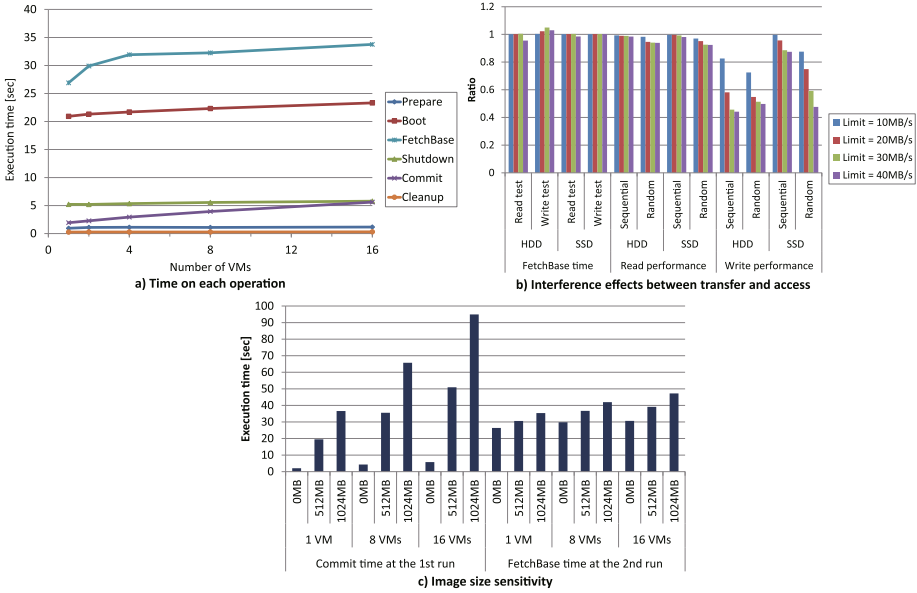 40
35
30
25
20
15
10
5
0
Execution time [sec]
0 4 8 12 16
Number of VMs
Prepare
Boot
FetchBase
Shutdown
Commit
Cleanup
a) Time on each operation
1.2
1
0.8
0.6
0.4
0.2
0
Ratio
Read test Write test Read test Write test Sequential Random Sequential Random Sequential Random Sequential Random
HDD SSD HDD SSD HDD SSD
FetchBase time Read performance Write performance
Limit = 10MB/s
Limit = 20MB/s
Limit = 30MB/s
Limit = 40MB/s
b) Interference effects between transfer and access
100
90
80
70
60
50
40
30
20
10
0
Execution time [sec]
0MB 512MB 1024MB 0MB 512MB 1024MB 0MB 512MB 1024MB 0MB 512MB 1024MB 0MB 512MB 1024MB 0MB 512MB 1024MB
1 VM 8 VMs 16 VMs 1 VM 8 VMs 16 VMs
Commit time at the 1st run FetchBase time at the 2nd run
c) Image size sensitivity